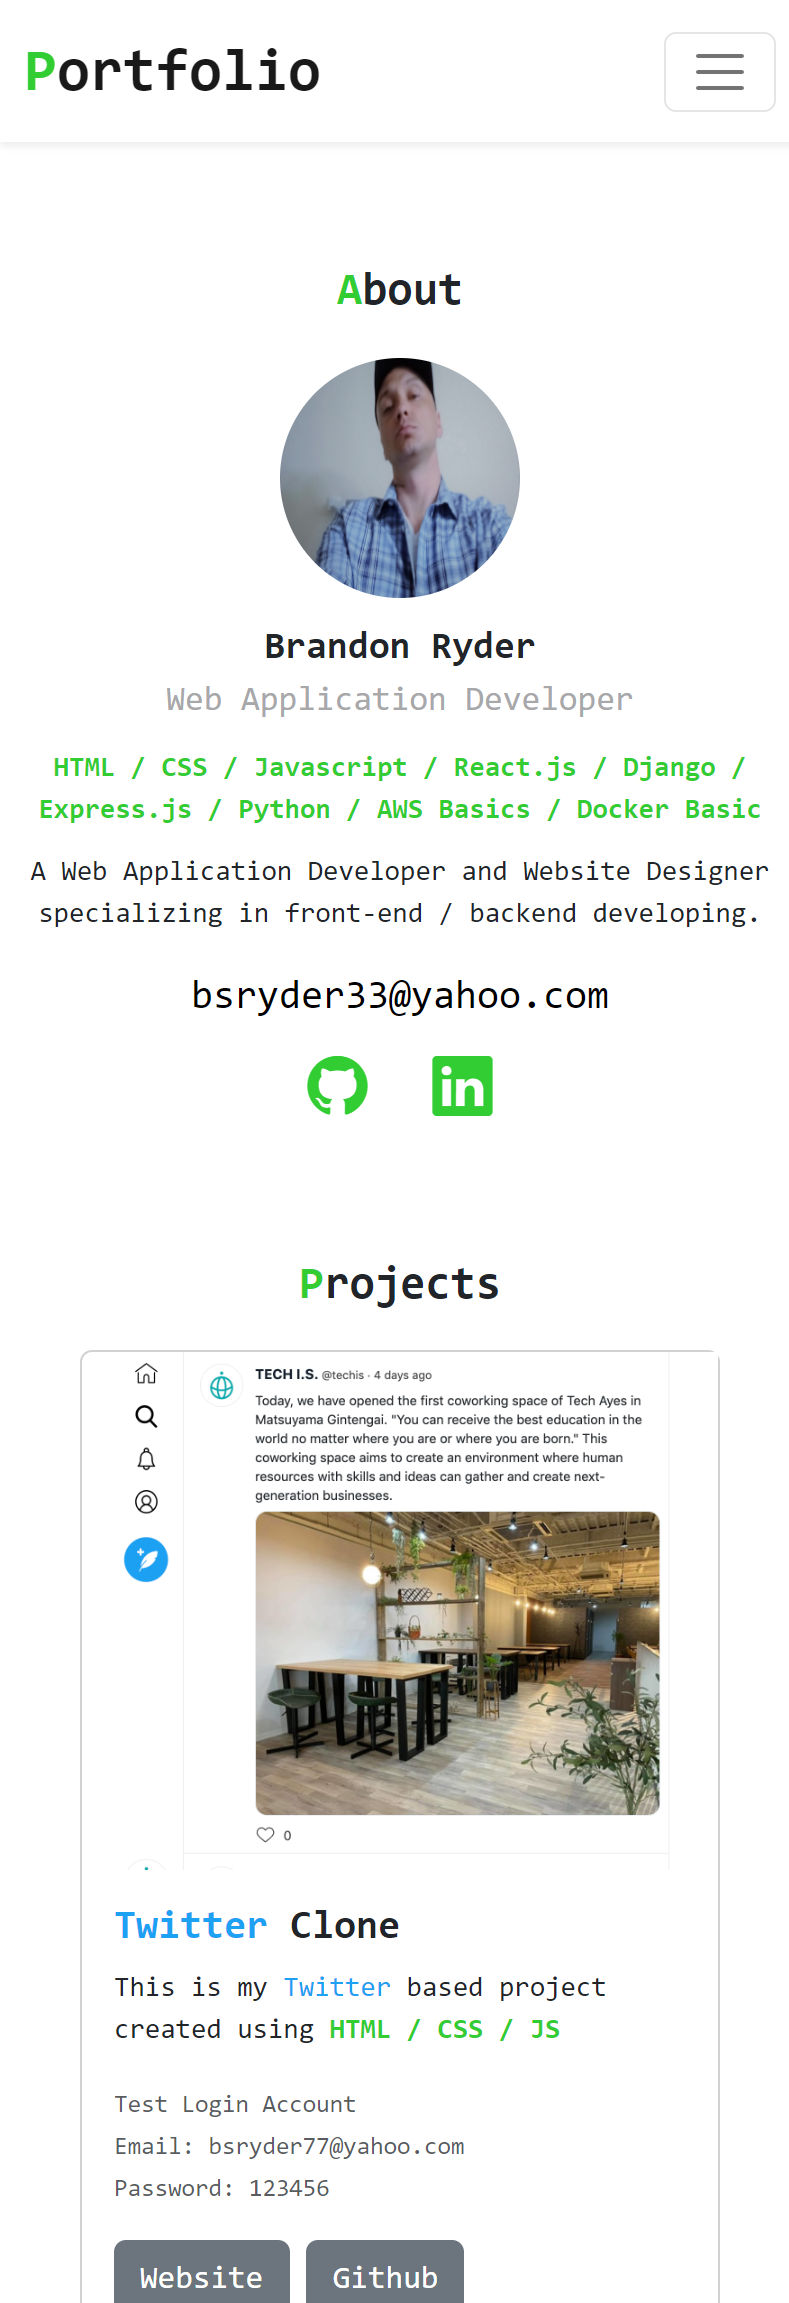 Portfolio
About
Brandon Ryder
Web Application Developer
HTML / CSS / Javascript / React.js / Django /
Express.js / Python / AWS Basics / Docker Basic
A Web Application Developer and Website Designer
specializing in front-end / backend developing.
bsryder33@yahoo.com
in
Projects
TECH I.S. @techis · 4 days ago
Today, we have opened the first coworking space of Tech Ayes in
Matsuyama Gintengai. "You can receive the best education in the
world no matter where you are or where you are born." This
coworking space aims to create an environment where human
resources with skills and ideas can gather and create next-
generation businesses.
0
Twitter Clone
This is my Twitter based project
created using HTML / CSS / JS
Test Login Account
Email: bsryder77@yahoo.com
Password: 123456
Website Github